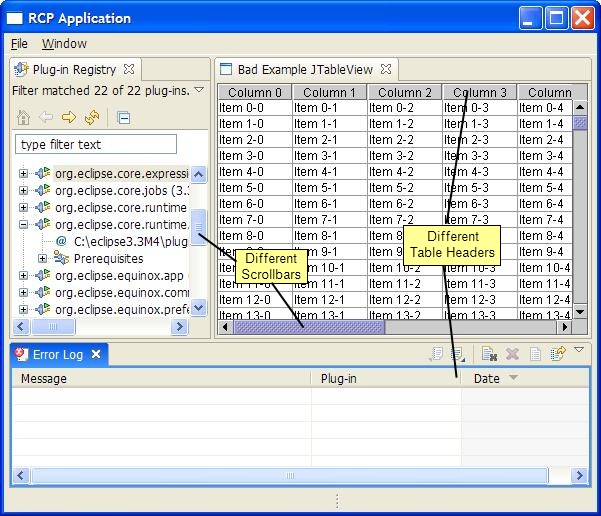 RCP Application
File Window
Plug-in Registry
Filter matched 22 of 22 plug-ins.
type filter text
org.eclipse.core.expressi
org.eclipse.core.jobs (3.3
org.eclipse.core.runtime
org.eclipse.core.runtime.
@ C:\eclipse3.3M4\plug
Prerequisites
org.eclipse.equinox.app (
org.eclipse.equinox.comm
org.eclipse.equinox.prefe
Bad Example JTableView
Column 0 Column 1 Column 2 Column 3 Column
Item 0-0 Item 0-1 Item 0-2 Item 0-3 Item 0-4
Item 1-0 Item 1-1 Item 1-2 Item 1-3 Item 1-4
Item 2-0 Item 2-1 Item 2-2 Item 2-3 Item 2-4
Item 3-0 Item 3-1 Item 3-2 Item 3-3 Item 3-4
Item 4-0 Item 4-1 Item 4-2 Item 4-3 Item 4-4
Item 5-0 Item 5-1 Item 5-2 Item 5-3 Item 5-4
Item 6-0 Item 6-1 Item 6-2 Item 6-3 Item 6-4
Item 7-0 Item 7-1 Item 7-2 Item 7-3 Item 7-4
Item 8-0 Item 8-1 Item 8-4
Item 9-1 Item 9-4
10-1 Item 10-2 Item 10-3 Item 10-4
Item 11-0 Item 11-1 Item 11-2 Item 11-3 Item 11-4
Item 12-0 Item 12-1 Item 12-2 Item 12-3 Item 12-4
Item 13-0 Item 13-1 Item 13-2 Item 13-3 Item 13-4
Different
Scrollbars
Different
Table Headers
Error Log
Message Plug-in Date